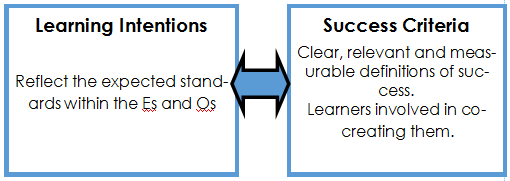 Learning Intentions
Reflect the expected stand-
ards within the Es and Os
Success Criteria
Clear, relevant and meas-
urable definitions of suc-
cess.
Learners involved in co-
creating them.